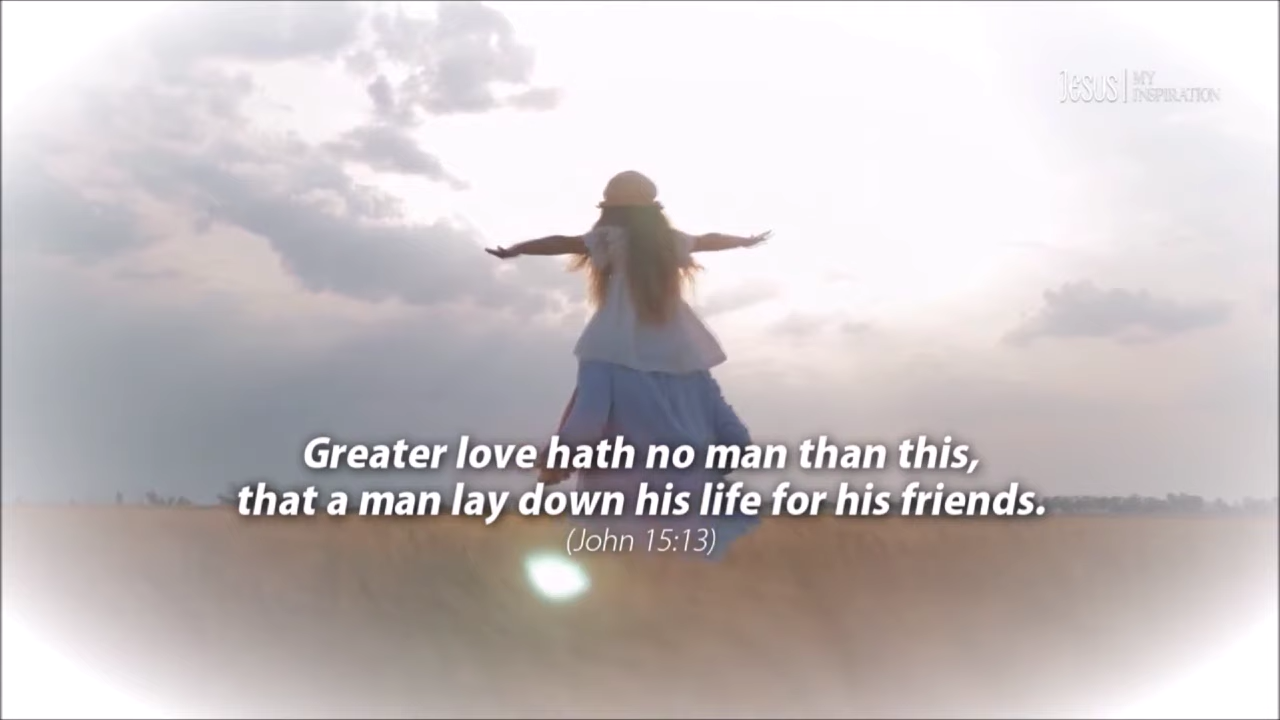 Jesus | MY
INSPIRATION
Greater love hath no man than this,
that a man lay down his life for his friends.
(John 15:13)